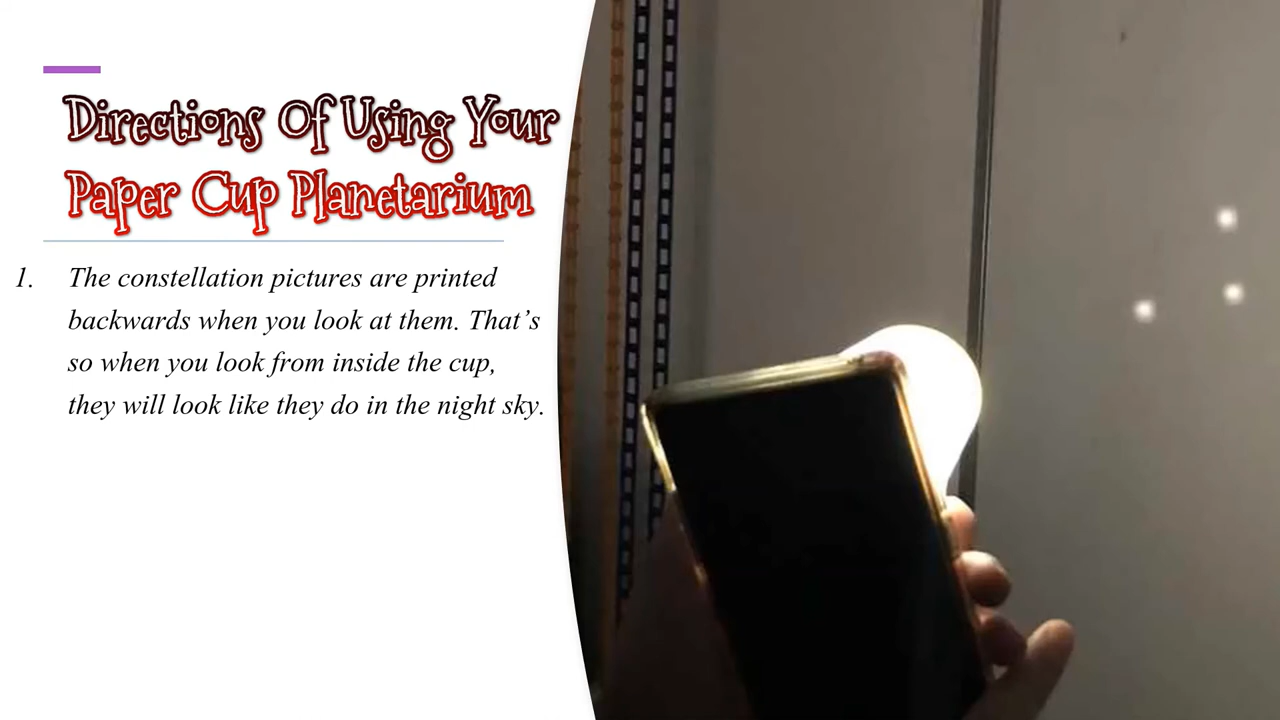 Directions Of Using Your
Paper Cup Planetarium
1. The constellation pictures are printed
backwards when you look at them. That’s
so when you look from inside the cup,
they will look like they do in the night sky.